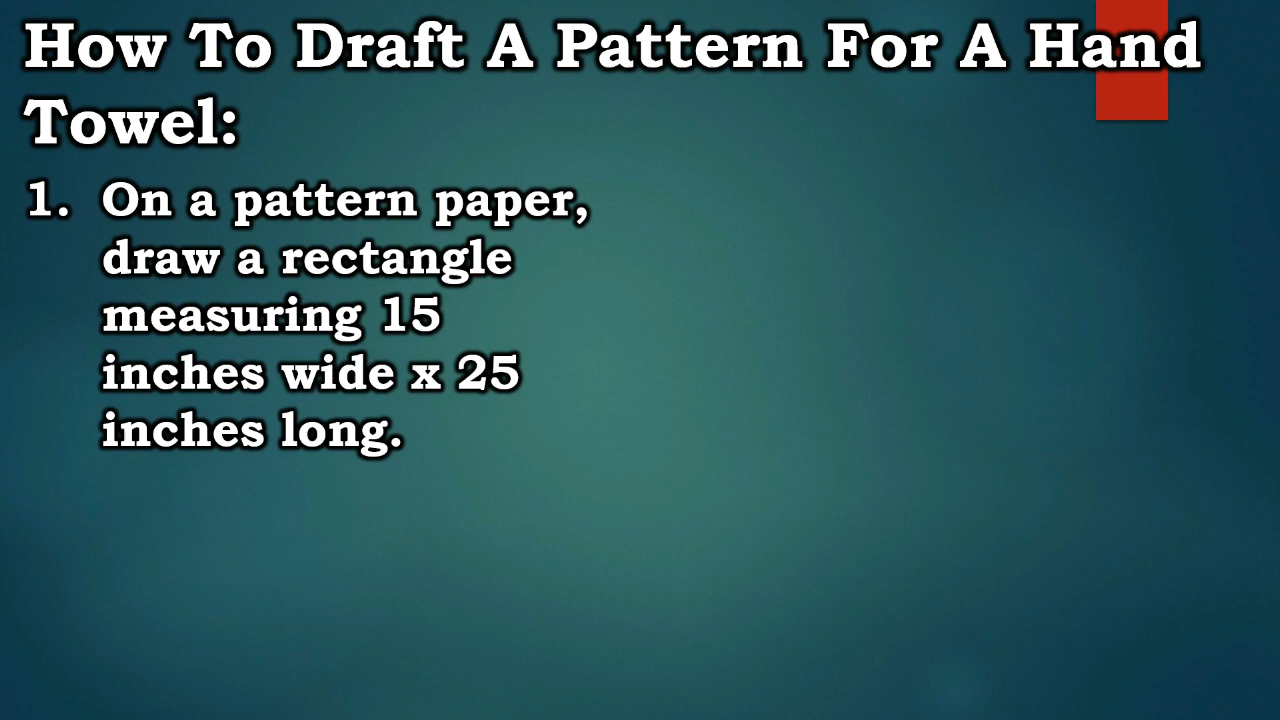 How To Draft A Pattern For A Hand
Towel:
1. On a pattern paper,
draw a rectangle
measuring 15
inches wide x 25
inches long.